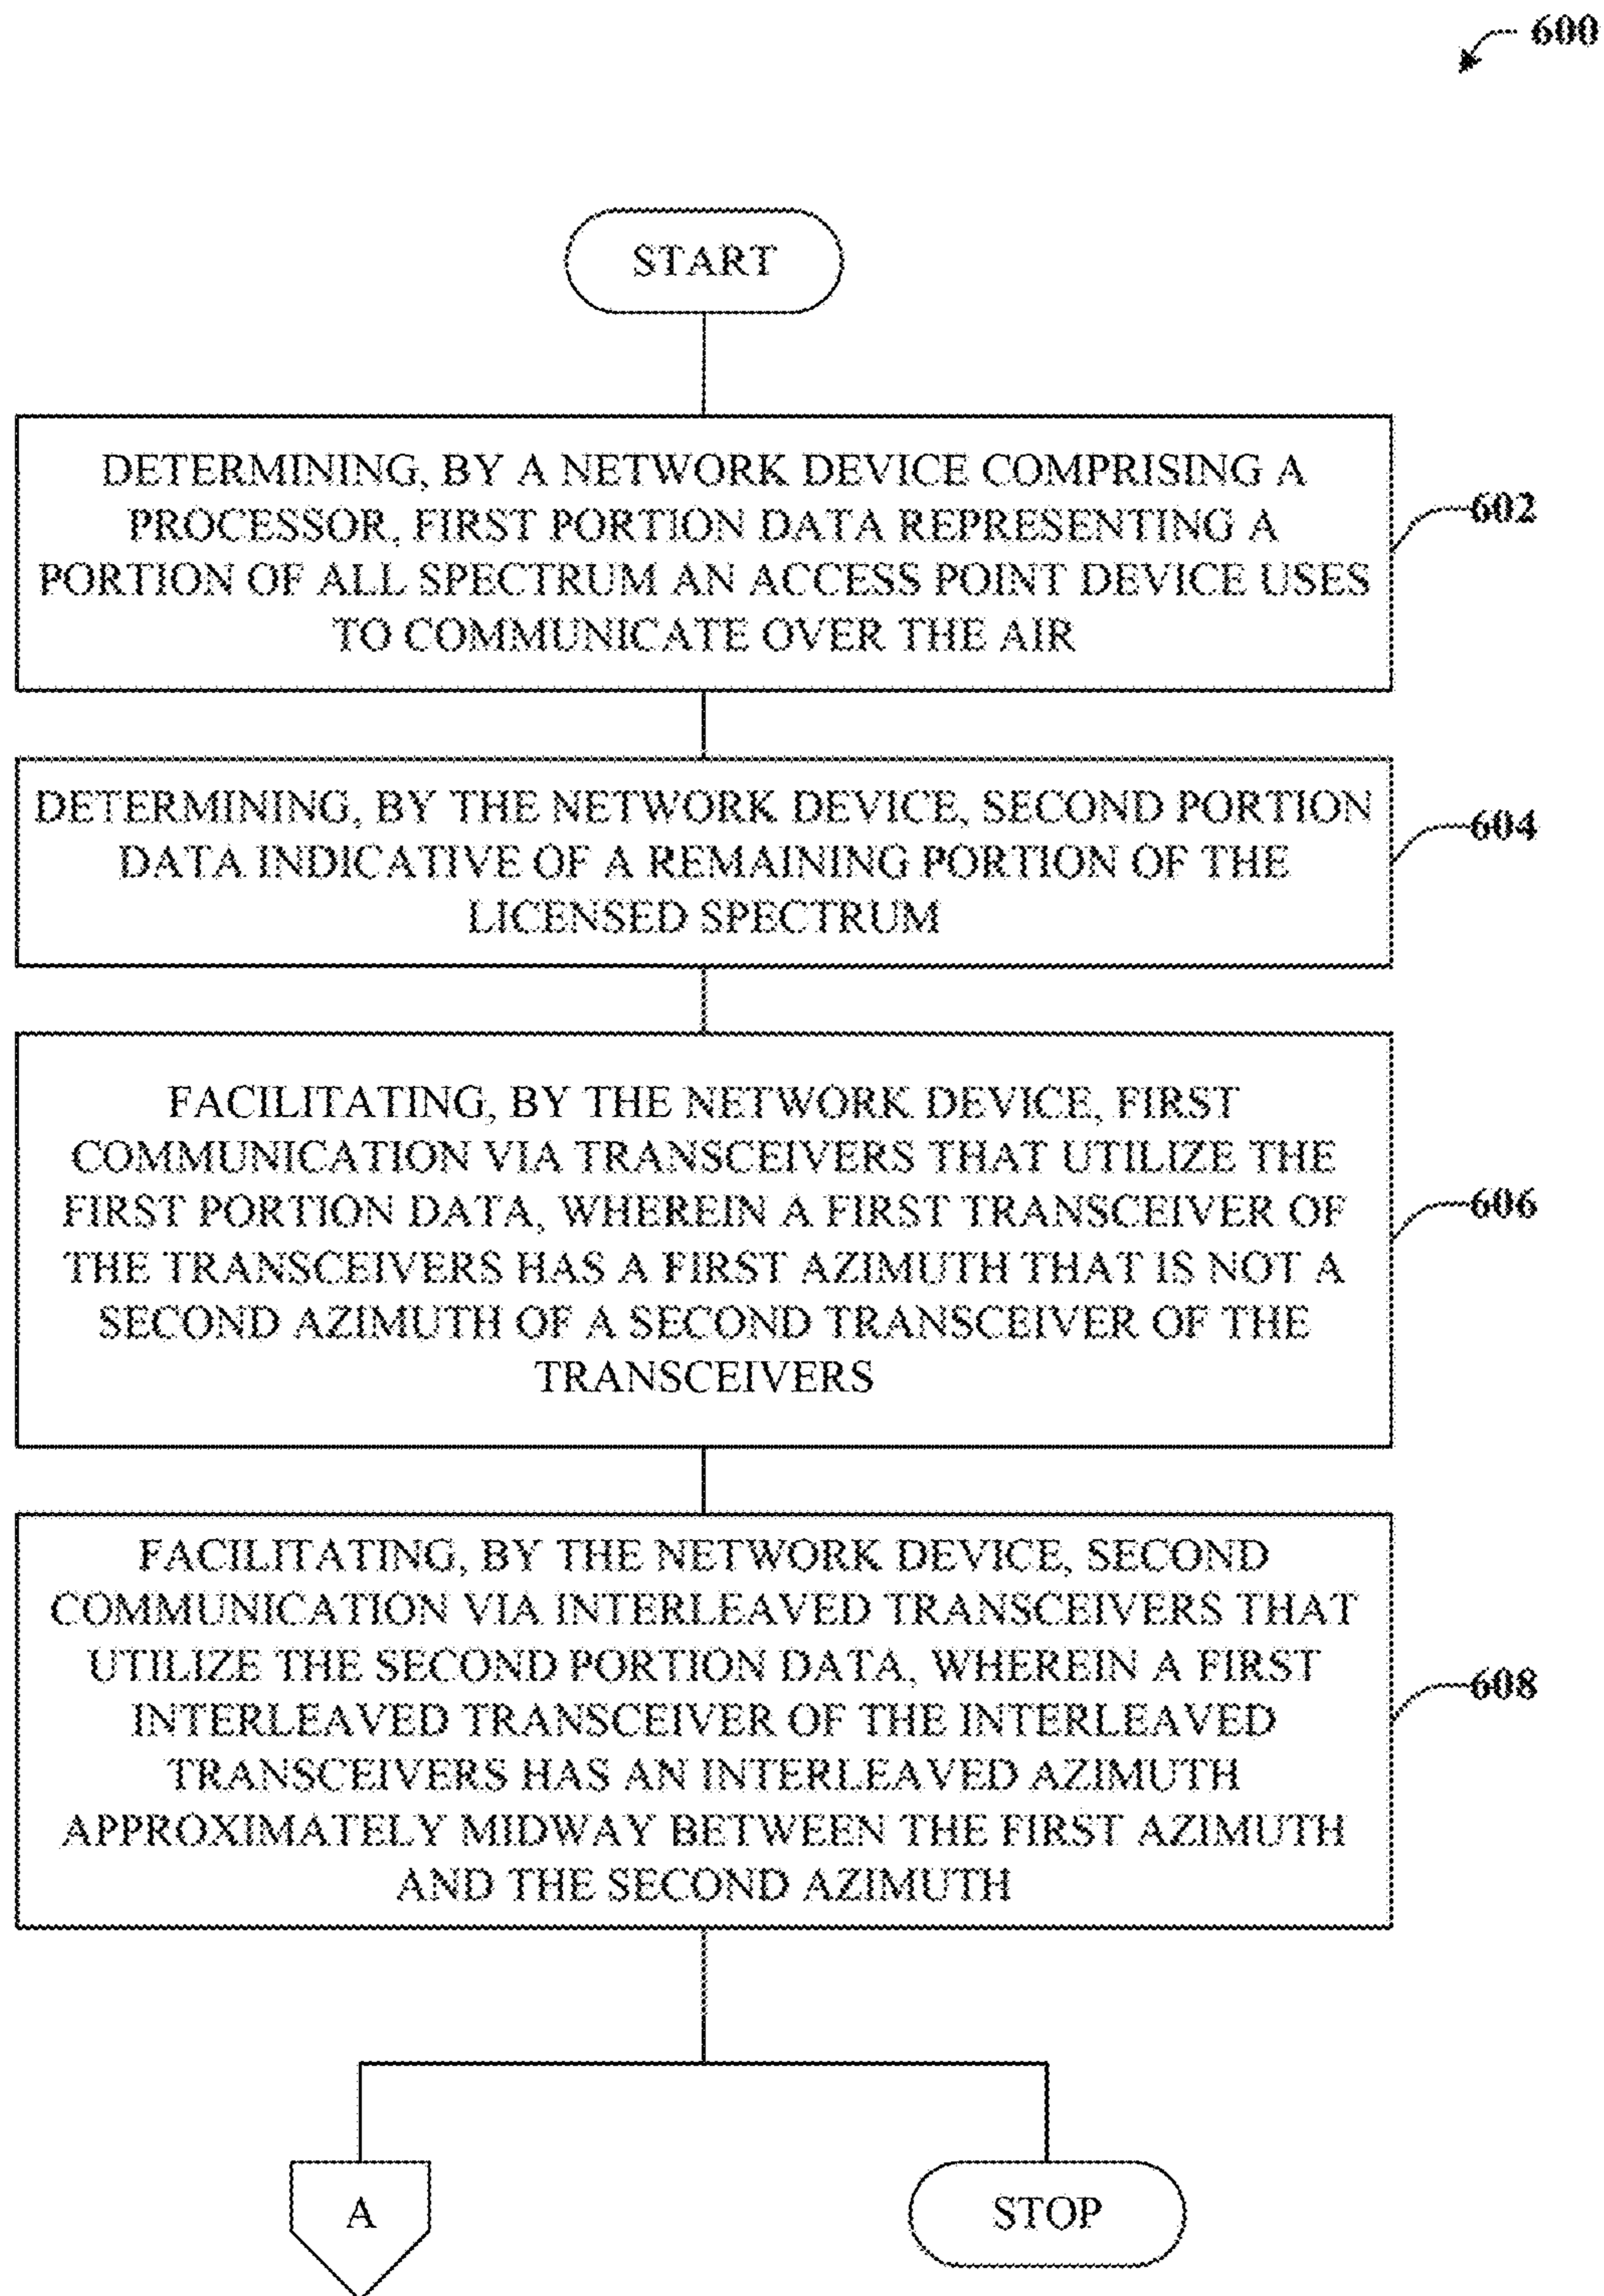 600
START
DETERMINING, BY A NETWORK DEVICE COMPRISING A
PROCESSOR, FIRST PORTION DATA REPRESENTING A
PORTION OF ALL SPECTRUM AN ACCESS POINT DEVICE USES
TO COMMUNICATE OVER THE AIR
602
DETERMINING, BY THE NETWORK DEVICE, SECOND PORTION
DATA INDICATIVE OF A REMAINING PORTION OF THE
LICENSED SPECTRUM
604
FACILITATING, BY THE NETWORK DEVICE, FIRST
COMMUNICATION VIA TRANSCEIVERS THAT UTILIZE THE
FIRST PORTION DATA, WHEREIN A FIRST TRANSCEIVER OF
THE TRANSCEIVERS HAS A FIRST AZIMUTH THAT IS NOT A
SECOND AZIMUTH OF A SECOND TRANSCEIVER OF THE
TRANSCEIVERS
606
FACILITATING, BY THE NETWORK DEVICE, SECOND
COMMUNICATION VIA INTERLEAVED TRANSCEIVERS THAT
UTILIZE THE SECOND PORTION DATA, WHEREIN A FIRST
INTERLEAVED TRANSCEIVER OF THE INTERLEAVED
TRANSCEIVERS HAS AN INTERLEAVED AZIMUTH
APPROXIMATELY MIDWAY BETWEEN THE FIRST AZIMUTH
AND THE SECOND AZIMUTH
608
A
STOP